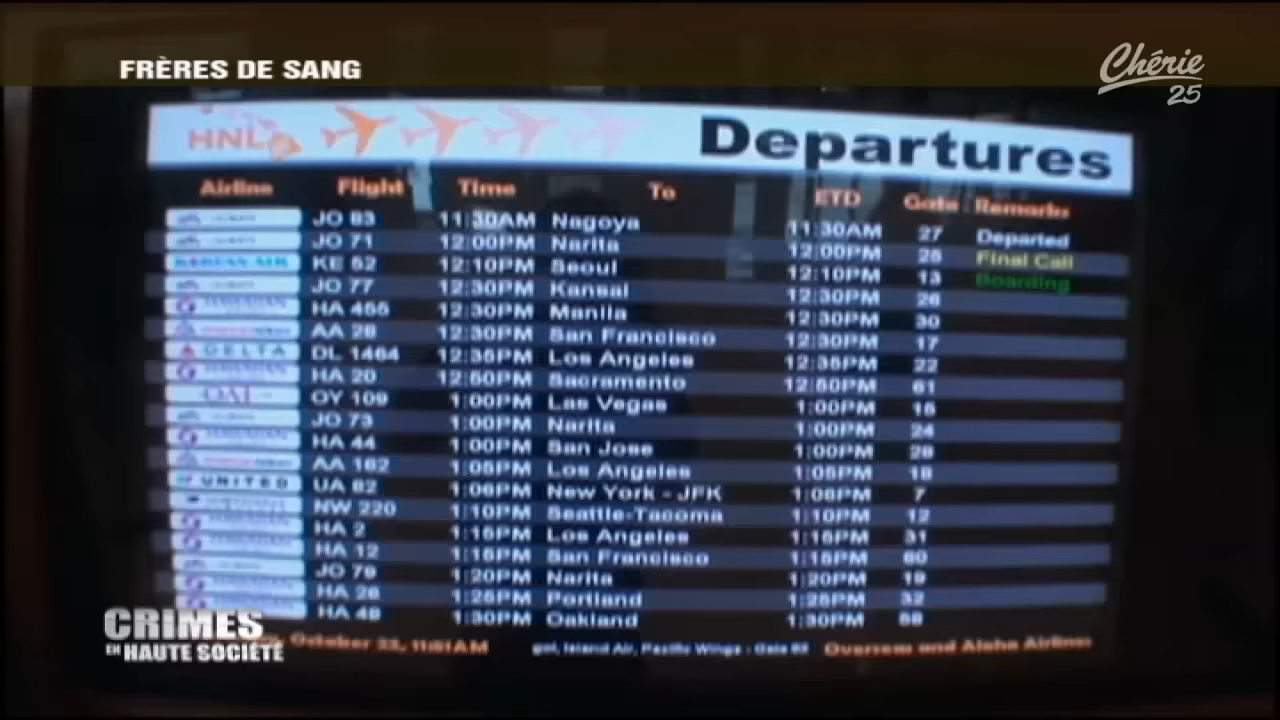 FRÈRES DE SANG
Chérie
25
HNL Departures
Airline Flight Time To ETD Gate Remarks
JO 83 11:30AM Nagoya 11:30AM 27 Departed
JO 71 12:00PM Narita 12:00PM 25 Final Call
KOREAN AIR KE 52 12:10PM Seoul 12:10PM 13 Boarding
JO 77 12:30PM Kansai 12:30PM 26
HA 455 12:30PM Manila 12:30PM 30
AA 26 12:30PM San Francisco 12:30PM 17
DELTA DL 1464 12:35PM Los Angeles 12:35PM 22
HA 20 12:50PM Sacramento 12:50PM 61
OY 109 1:00PM Las Vegas 1:00PM 15
JO 73 1:00PM Narita 1:00PM 24
HA 44 1:00PM San Jose 1:00PM 28
AA 162 1:05PM Los Angeles 1:05PM 18
UNITED UA 82 1:06PM New York - JFK 1:06PM 7
NW 220 1:10PM Seattle-Tacoma 1:10PM 12
HA 2 1:15PM Los Angeles 1:15PM 31
HA 12 1:15PM San Francisco 1:15PM 60
JO 79 1:20PM Narita 1:20PM 19
HA 26 1:25PM Portland 1:25PM 32
HA 48 1:30PM Oakland 1:30PM
October 11:51AM Island Air, Pacific Wings - Gate Overseas and Aloha Airlines
CRIMES
EN HAUTE SOCIÉTÉ